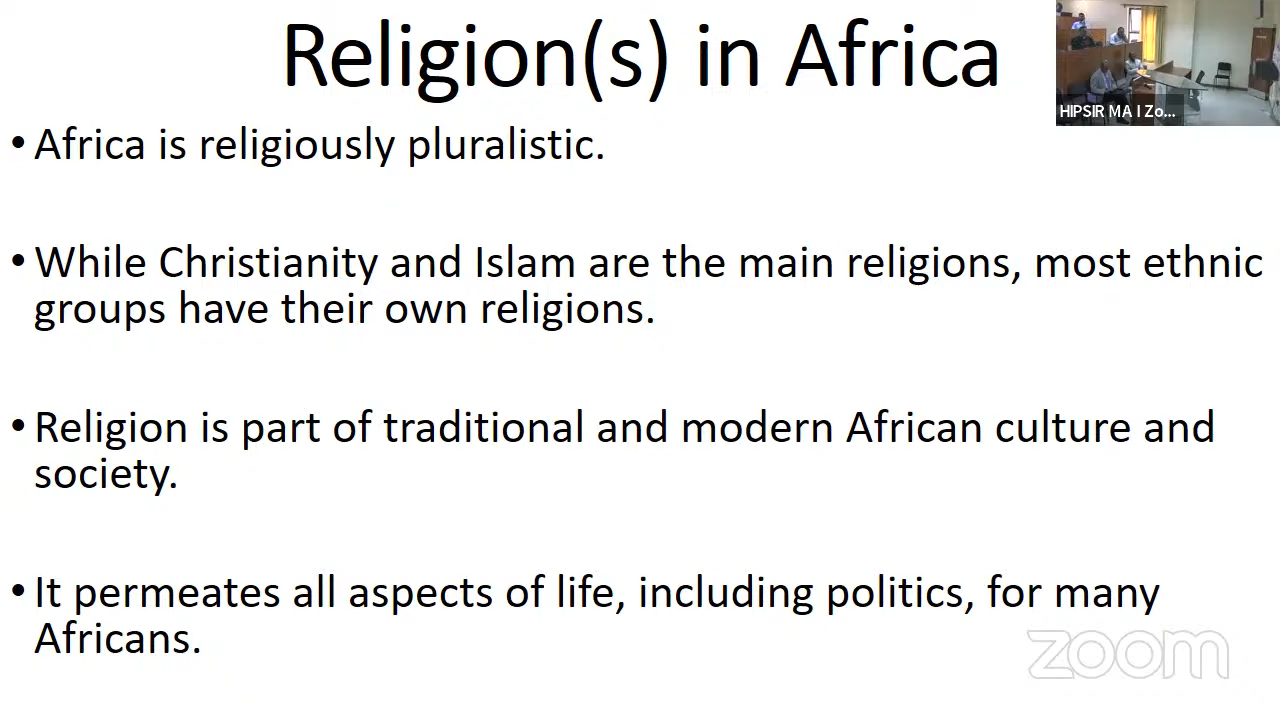 Religion(s) in Africa
HIPSIR MA I Zo...
• Africa is religiously pluralistic.
• While Christianity and Islam are the main religions, most ethnic
groups have their own religions.
• Religion is part of traditional and modern African culture and
society.
• It permeates all aspects of life, including politics, for many
Africans.
zoom